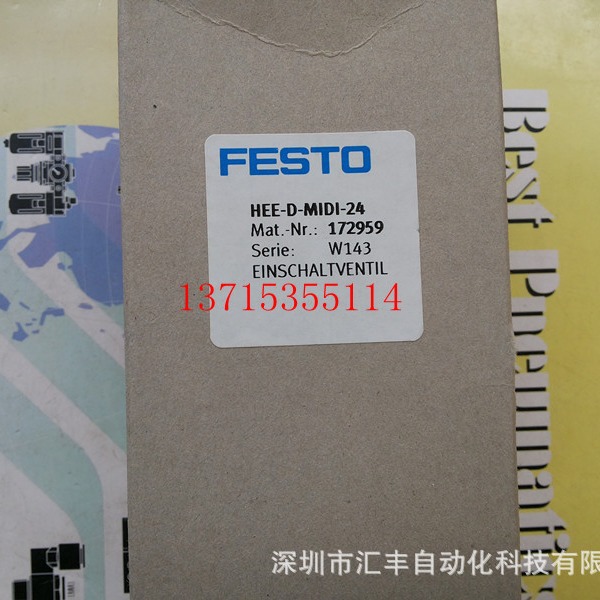 FESTO
HEE-D-MIDI-24
Mat.-Nr.: 172959
Serie: W143
EINSCHALTVENTIL
13715355114
Best Pneumatics
深圳市汇丰自动化科技有限